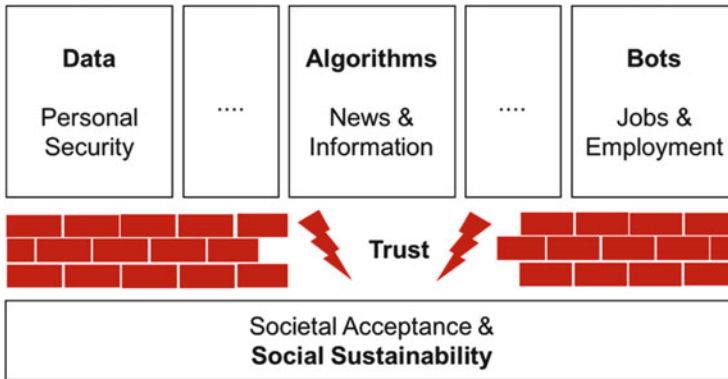 Data
Personal
Security
....
Algorithms
News &
Information
....
Bots
Jobs &
Employment
Trust
Societal Acceptance &
Social Sustainability